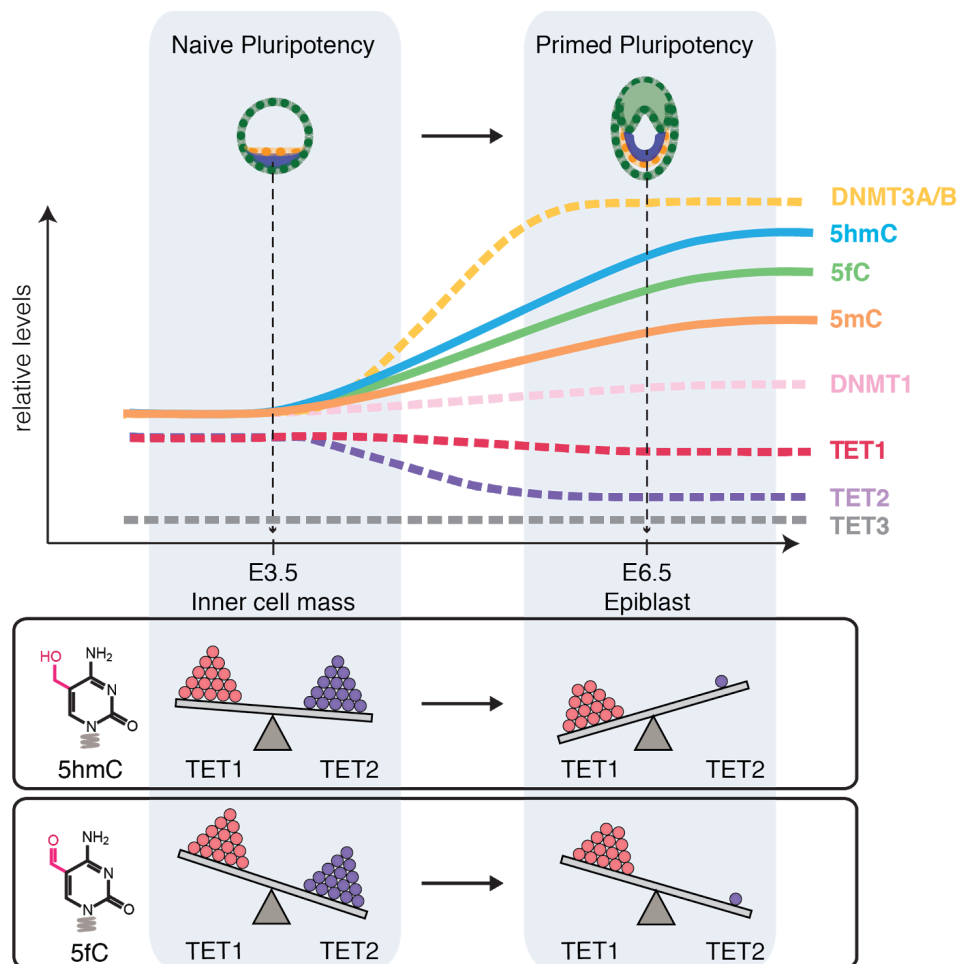 Naive Pluripotency
Primed Pluripotency
relative levels
DNMT3A/B
5hmC
5fC
5mC
DNMT1
TET1
TET2
TET3
E3.5
Inner cell mass
E6.5
Epiblast
HO
NH2
N
N
O
5hmC
TET1
TET2
TET1
TET2
O
NH2
N
N
O
5fC
TET1
TET2
TET1
TET2